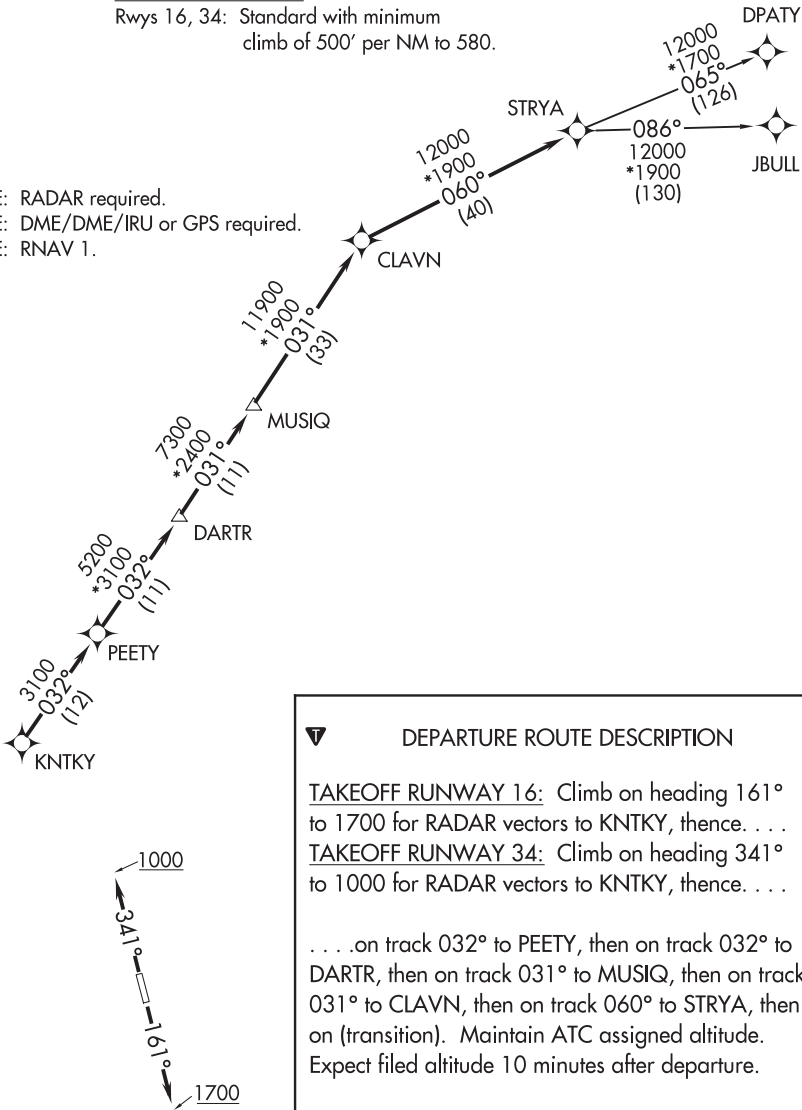 Rwys 16, 34: Standard with minimum
climb of 500' per NM to 580.
DPATY
12000
*1700
065°
(126)
STRYA
086°
12000
*1900
(130)
JBULL
12000
*1900
060°
(40)
E: RADAR required.
E: DME/DME/IRU or GPS required.
E: RNAV 1.
CLAVN
11900
*1900
031°
(33)
MUSIQ
7300
*2400
031°
(11)
DARTR
5200
*3100
032°
(11)
PEETY
3100
032°
(12)
KNTKY
T
DEPARTURE ROUTE DESCRIPTION
TAKEOFF RUNWAY 16: Climb on heading 161°
to 1700 for RADAR vectors to KNTKY, thence. . . .
TAKEOFF RUNWAY 34: Climb on heading 341°
to 1000 for RADAR vectors to KNTKY, thence. . . .
. . . .on track 032° to PEETY, then on track 032° to
DARTR, then on track 031° to MUSIQ, then on track
031° to CLAVN, then on track 060° to STRYA, then
on (transition). Maintain ATC assigned altitude.
Expect filed altitude 10 minutes after departure.
1000
341°
161°
1700